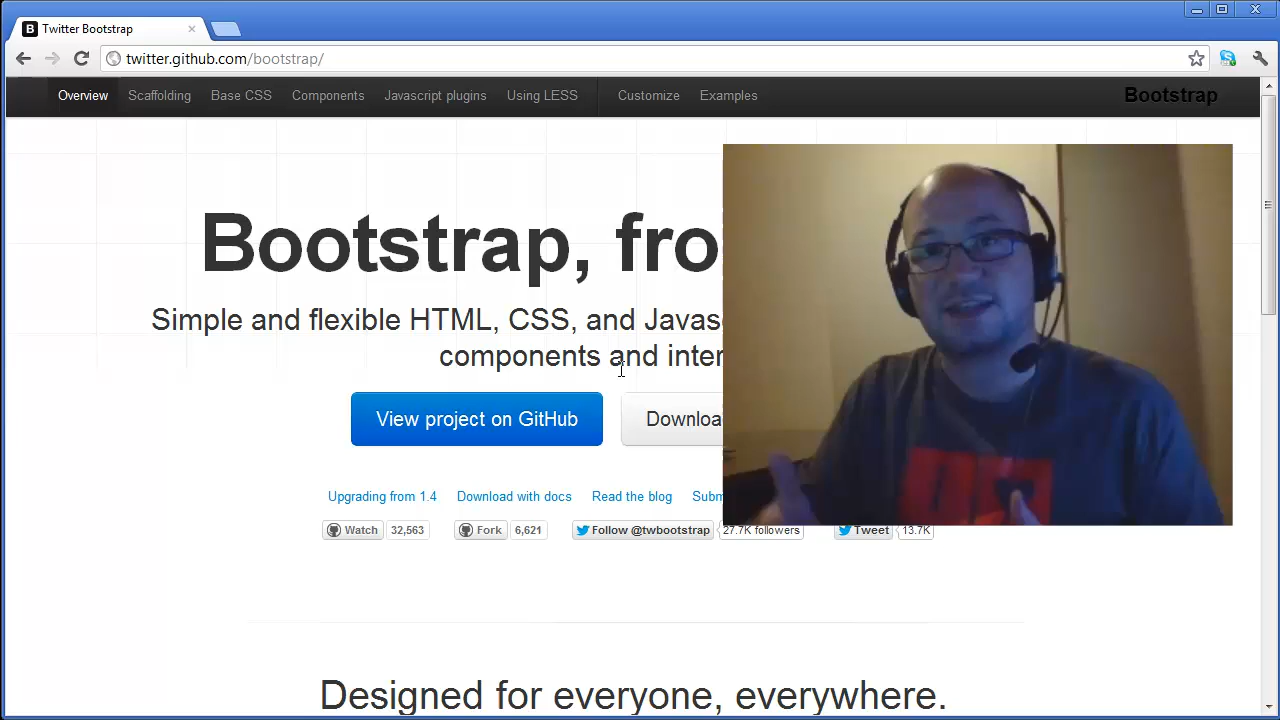 Twitter Bootstrap
twitter.github.com/bootstrap/
Overview Scaffolding Base CSS Components Javascript plugins Using LESS Customize Examples Bootstrap
Bootstrap, fro
Simple and flexible HTML, CSS, and Javas
components and inter
View project on GitHub Downloa
Upgrading from 1.4 Download with docs Read the blog Subm
Watch 32,563 Fork 6,621 Follow @twbootstrap 27.7K followers Tweet 13.7K
Designed for everyone, everywhere.